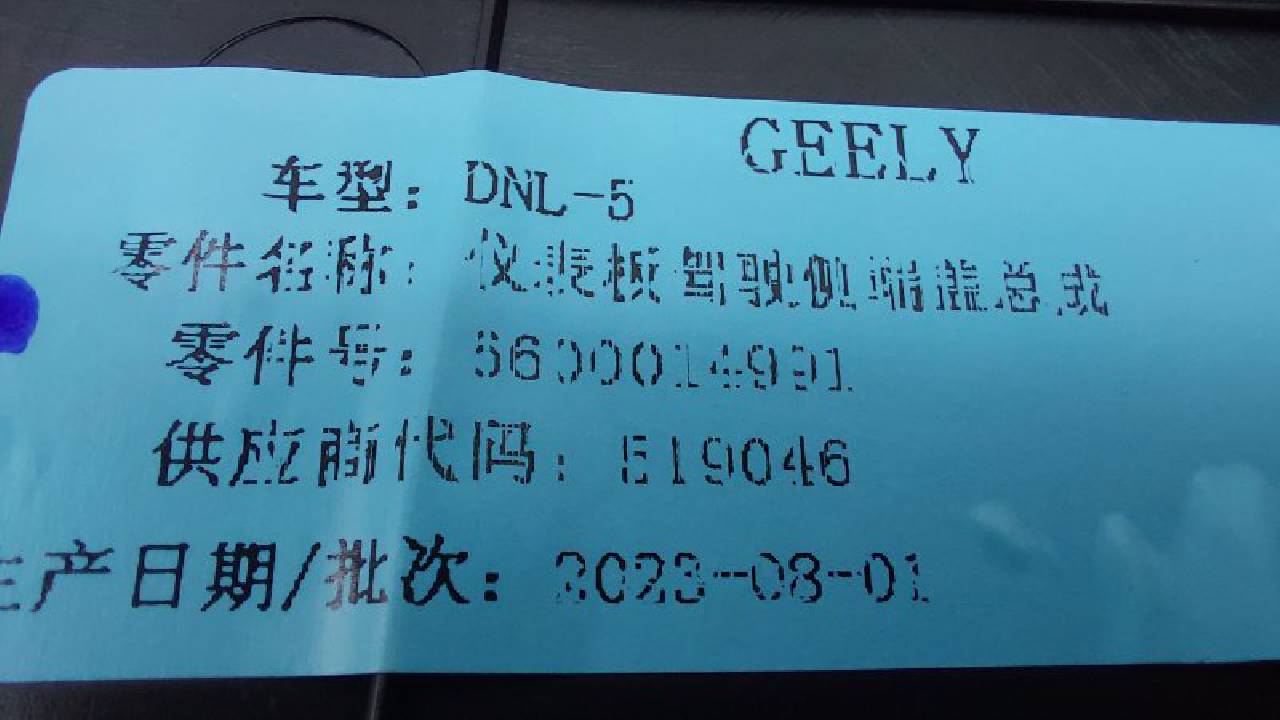 GEELY
车型：DNL-5
零件名称：仪表板驾驶侧端盖总成
零件号：6600014991
供应商代码：E19046
生产日期/批次：2023-08-01